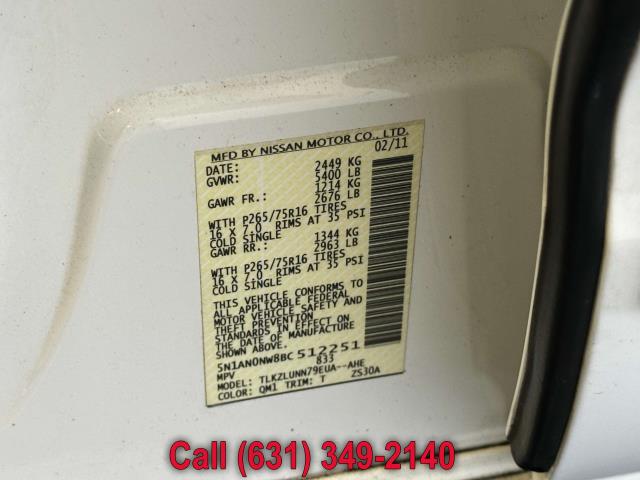 MFD BY NISSAN MOTOR CO., LTD.
DATE: 02/11
GVWR: 2449 KG
5400 LB
GAWR FR.: 1214 KG
2676 LB
WITH P265/75R16 TIRES
16 X 7.0 RIMS AT 35 PSI
COLD SINGLE
GAWR RR.: 1344 KG
2963 LB
WITH P265/75R16 TIRES
16 X 7.0 RIMS AT 35 PSI
COLD SINGLE
THIS VEHICLE CONFORMS TO
ALL APPLICABLE FEDERAL
MOTOR VEHICLE SAFETY AND
THEFT PREVENTION
STANDARDS IN EFFECT ON
THE DATE OF MANUFACTURE
SHOWN ABOVE.
5N1AN0NW8BC512251
MPV 833
MODEL: TLKZLUNN79EUA--AHE
COLOR: QM1 TRIM: T ZS30A
Call (631) 349-2140